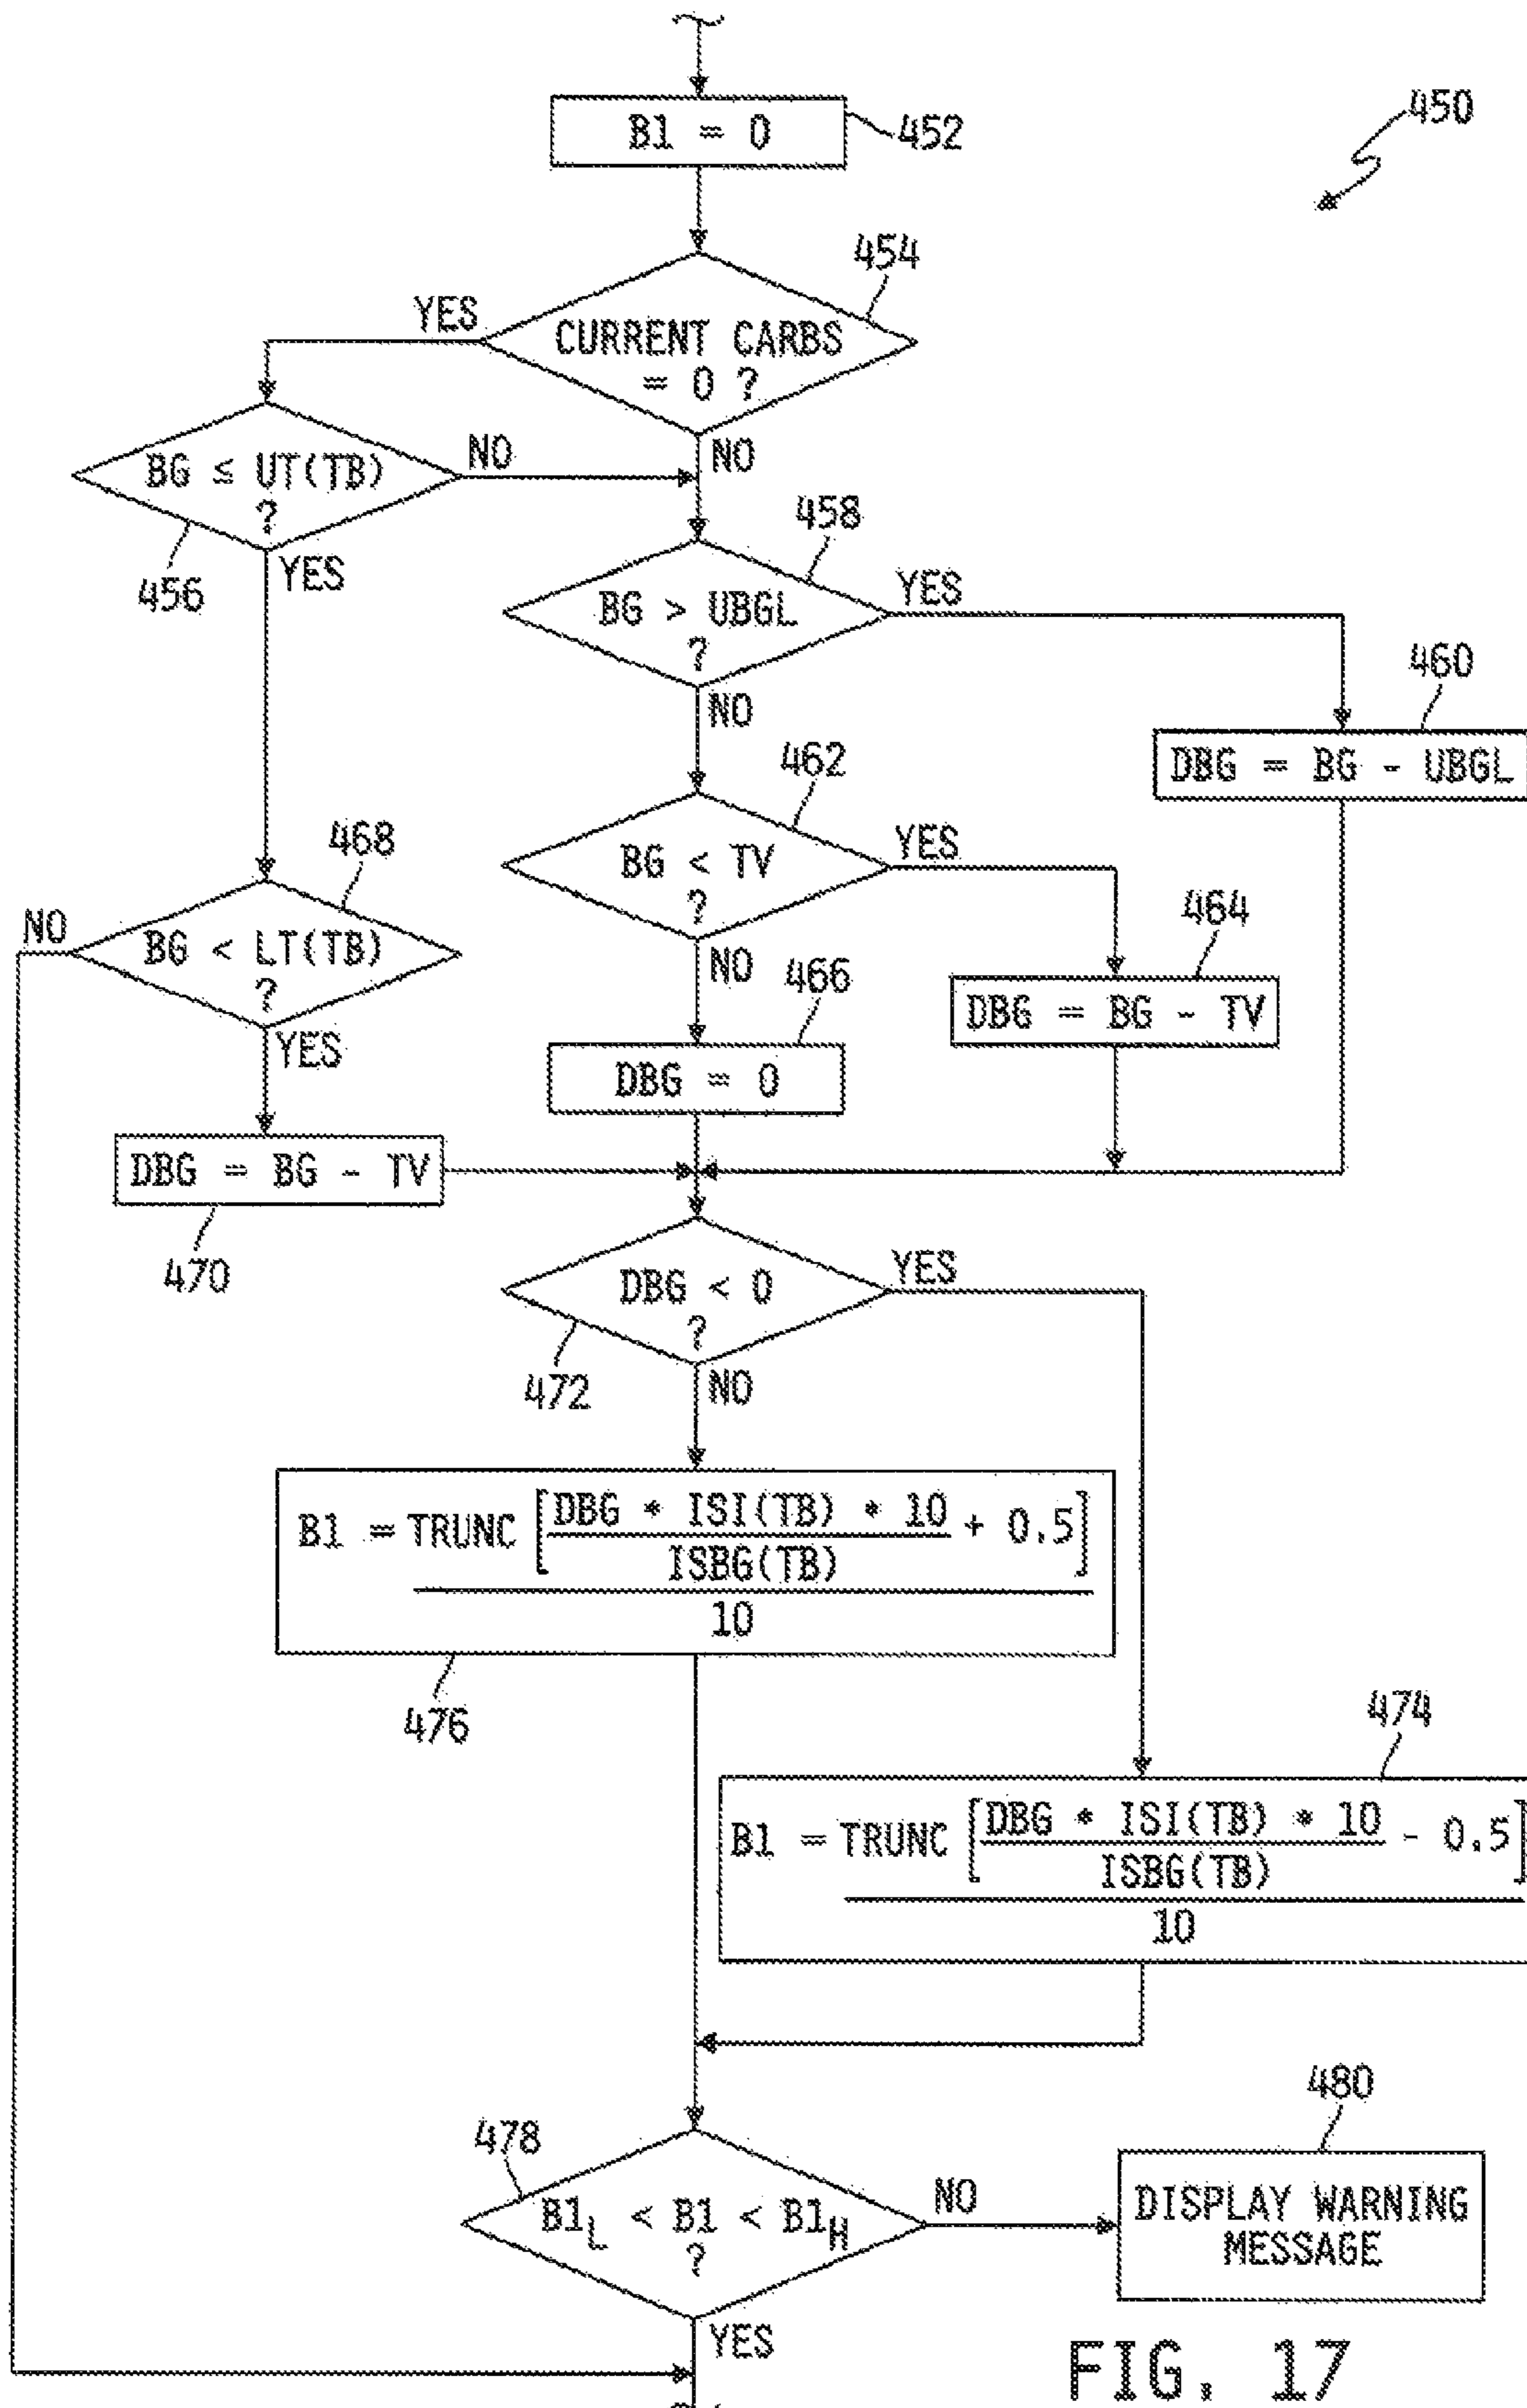 B1 = 0
452
450
454
YES
CURRENT CARBS
= 0 ?
NO
BG ≤ UT(TB)
?
NO
456
YES
458
BG > UBGL
?
YES
NO
460
DBG = BG - UBGL
462
BG < TV
?
YES
NO
464
DBG = BG - TV
466
DBG = 0
468
NO
BG < LT(TB)
?
YES
DBG = BG - TV
470
DBG < 0
?
YES
472
NO
B1 = TRUNC [DBG * ISI(TB) * 10 + 0.5]
ISBG(TB)
10
476
474
B1 = TRUNC [DBG * ISI(TB) * 10 - 0.5]
ISBG(TB)
10
478
B1L < B1 < B1H
?
NO
480
DISPLAY WARNING
MESSAGE
YES
FIG. 17